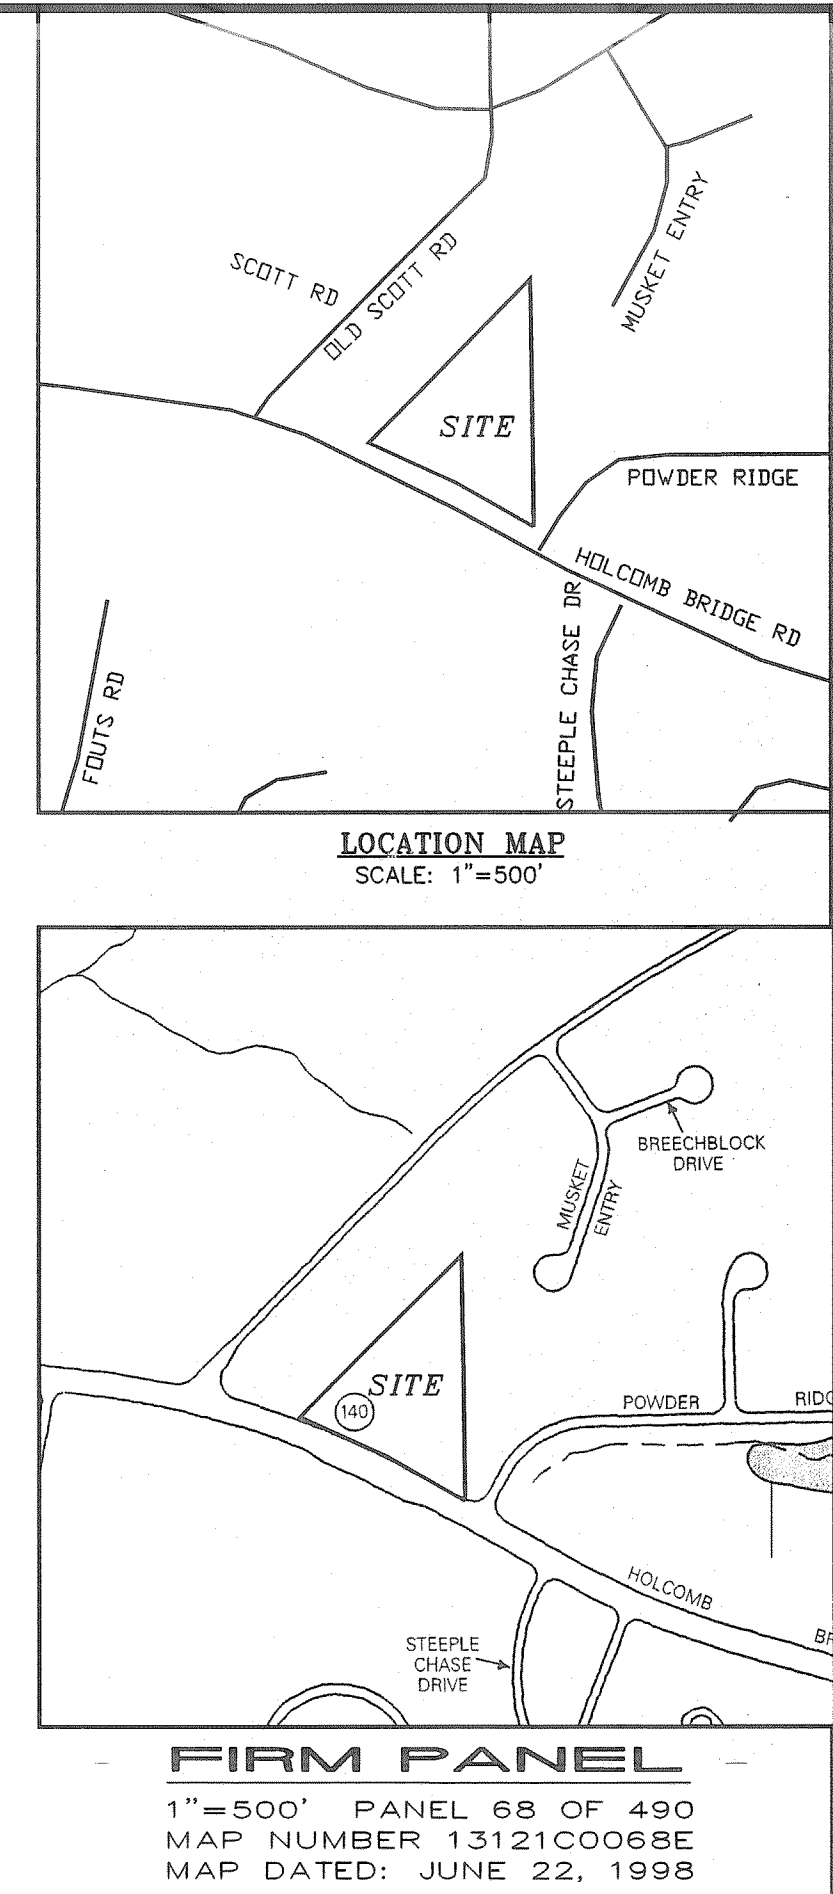 SCOTT RD
OLD SCOTT RD
MUSKET ENTRY
SITE
POWDER RIDGE
HOLCOMB BRIDGE RD
STEEPLE CHASE DR
FOUTS RD
LOCATION MAP
SCALE: 1"=500'
BREECHBLOCK
DRIVE
MUSKET
ENTRY
SITE
140
POWDER
RIDG
HOLCOMB
BR
STEEPLE
CHASE
DRIVE
FIRM PANEL
1"=500' PANEL 68 OF 490
MAP NUMBER 13121C0068E
MAP DATED: JUNE 22, 1998